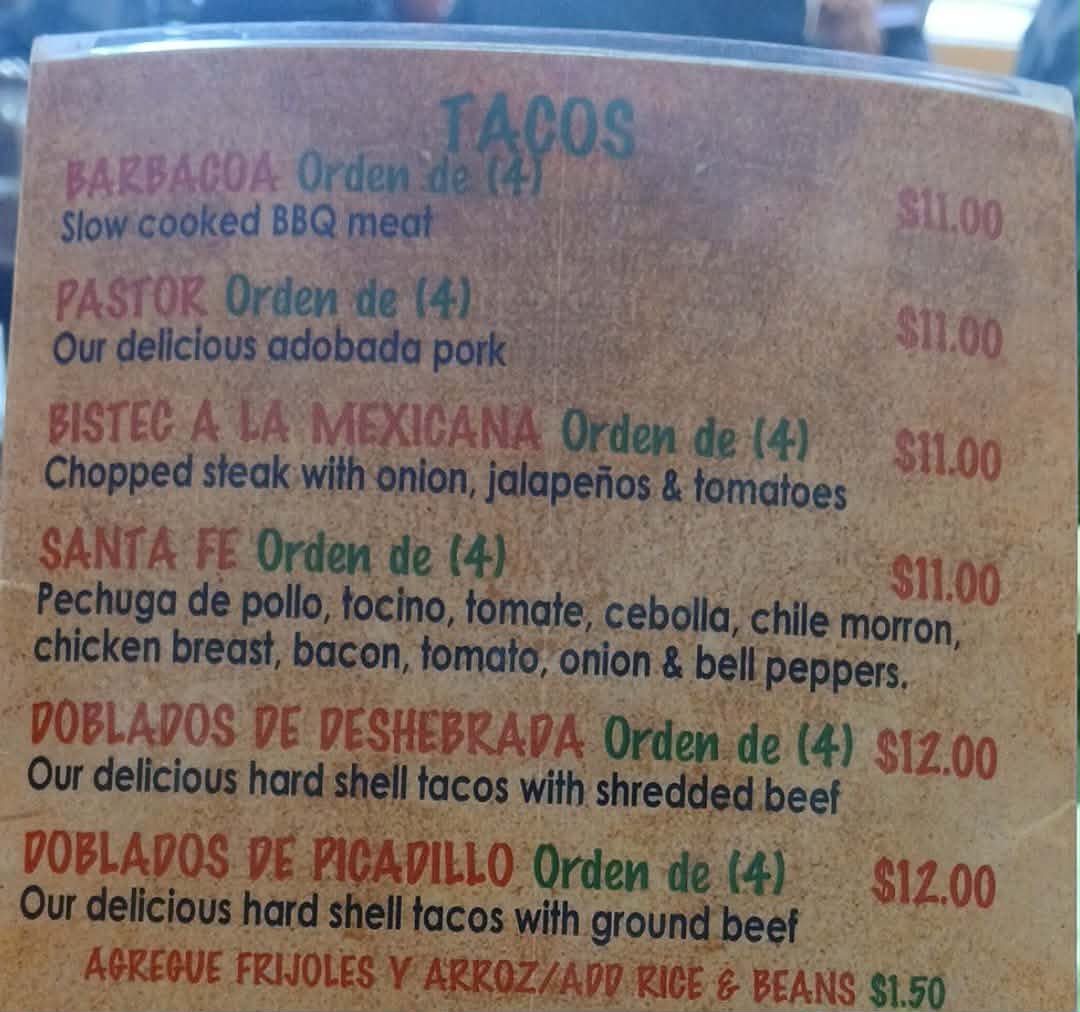 TACOS
BARBACOA Orden de (4) $11.00
Slow cooked BBQ meat
PASTOR Orden de (4) $11.00
Our delicious adobada pork
BISTEC A LA MEXICANA Orden de (4) $11.00
Chopped steak with onion, jalapeños & tomatoes
SANTA FE Orden de (4) $11.00
Pechuga de pollo, tocino, tomate, cebolla, chile morron,
chicken breast, bacon, tomato, onion & bell peppers.
DOBLADOS DE DESHEBRADA Orden de (4) $12.00
Our delicious hard shell tacos with shredded beef
DOBLADOS DE PICADILLO Orden de (4) $12.00
Our delicious hard shell tacos with ground beef
AGREGUE FRIJOLES Y ARROZ/ADD RICE & BEANS $1.50